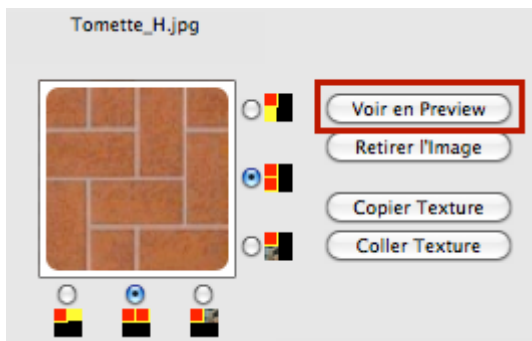 Tomette_H.jpg
Voir en Preview
Retirer l'Image
Copier Texture
Coller Texture